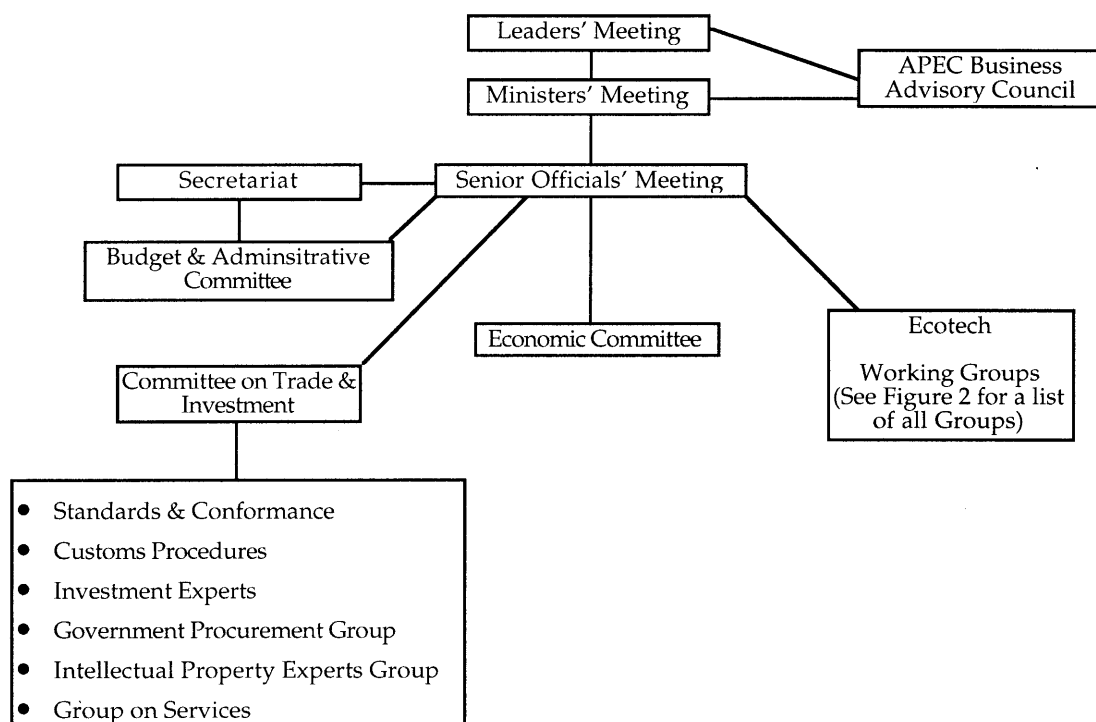 Leaders' Meeting
APEC Business
Advisory Council
Ministers' Meeting
Secretariat
Senior Officials' Meeting
Budget & Adminsitrative
Committee
Economic Committee
Ecotech
Working Groups
(See Figure 2 for a list
of all Groups)
Committee on Trade &
Investment
• Standards & Conformance
• Customs Procedures
• Investment Experts
• Government Procurement Group
• Intellectual Property Experts Group
• Group on Services